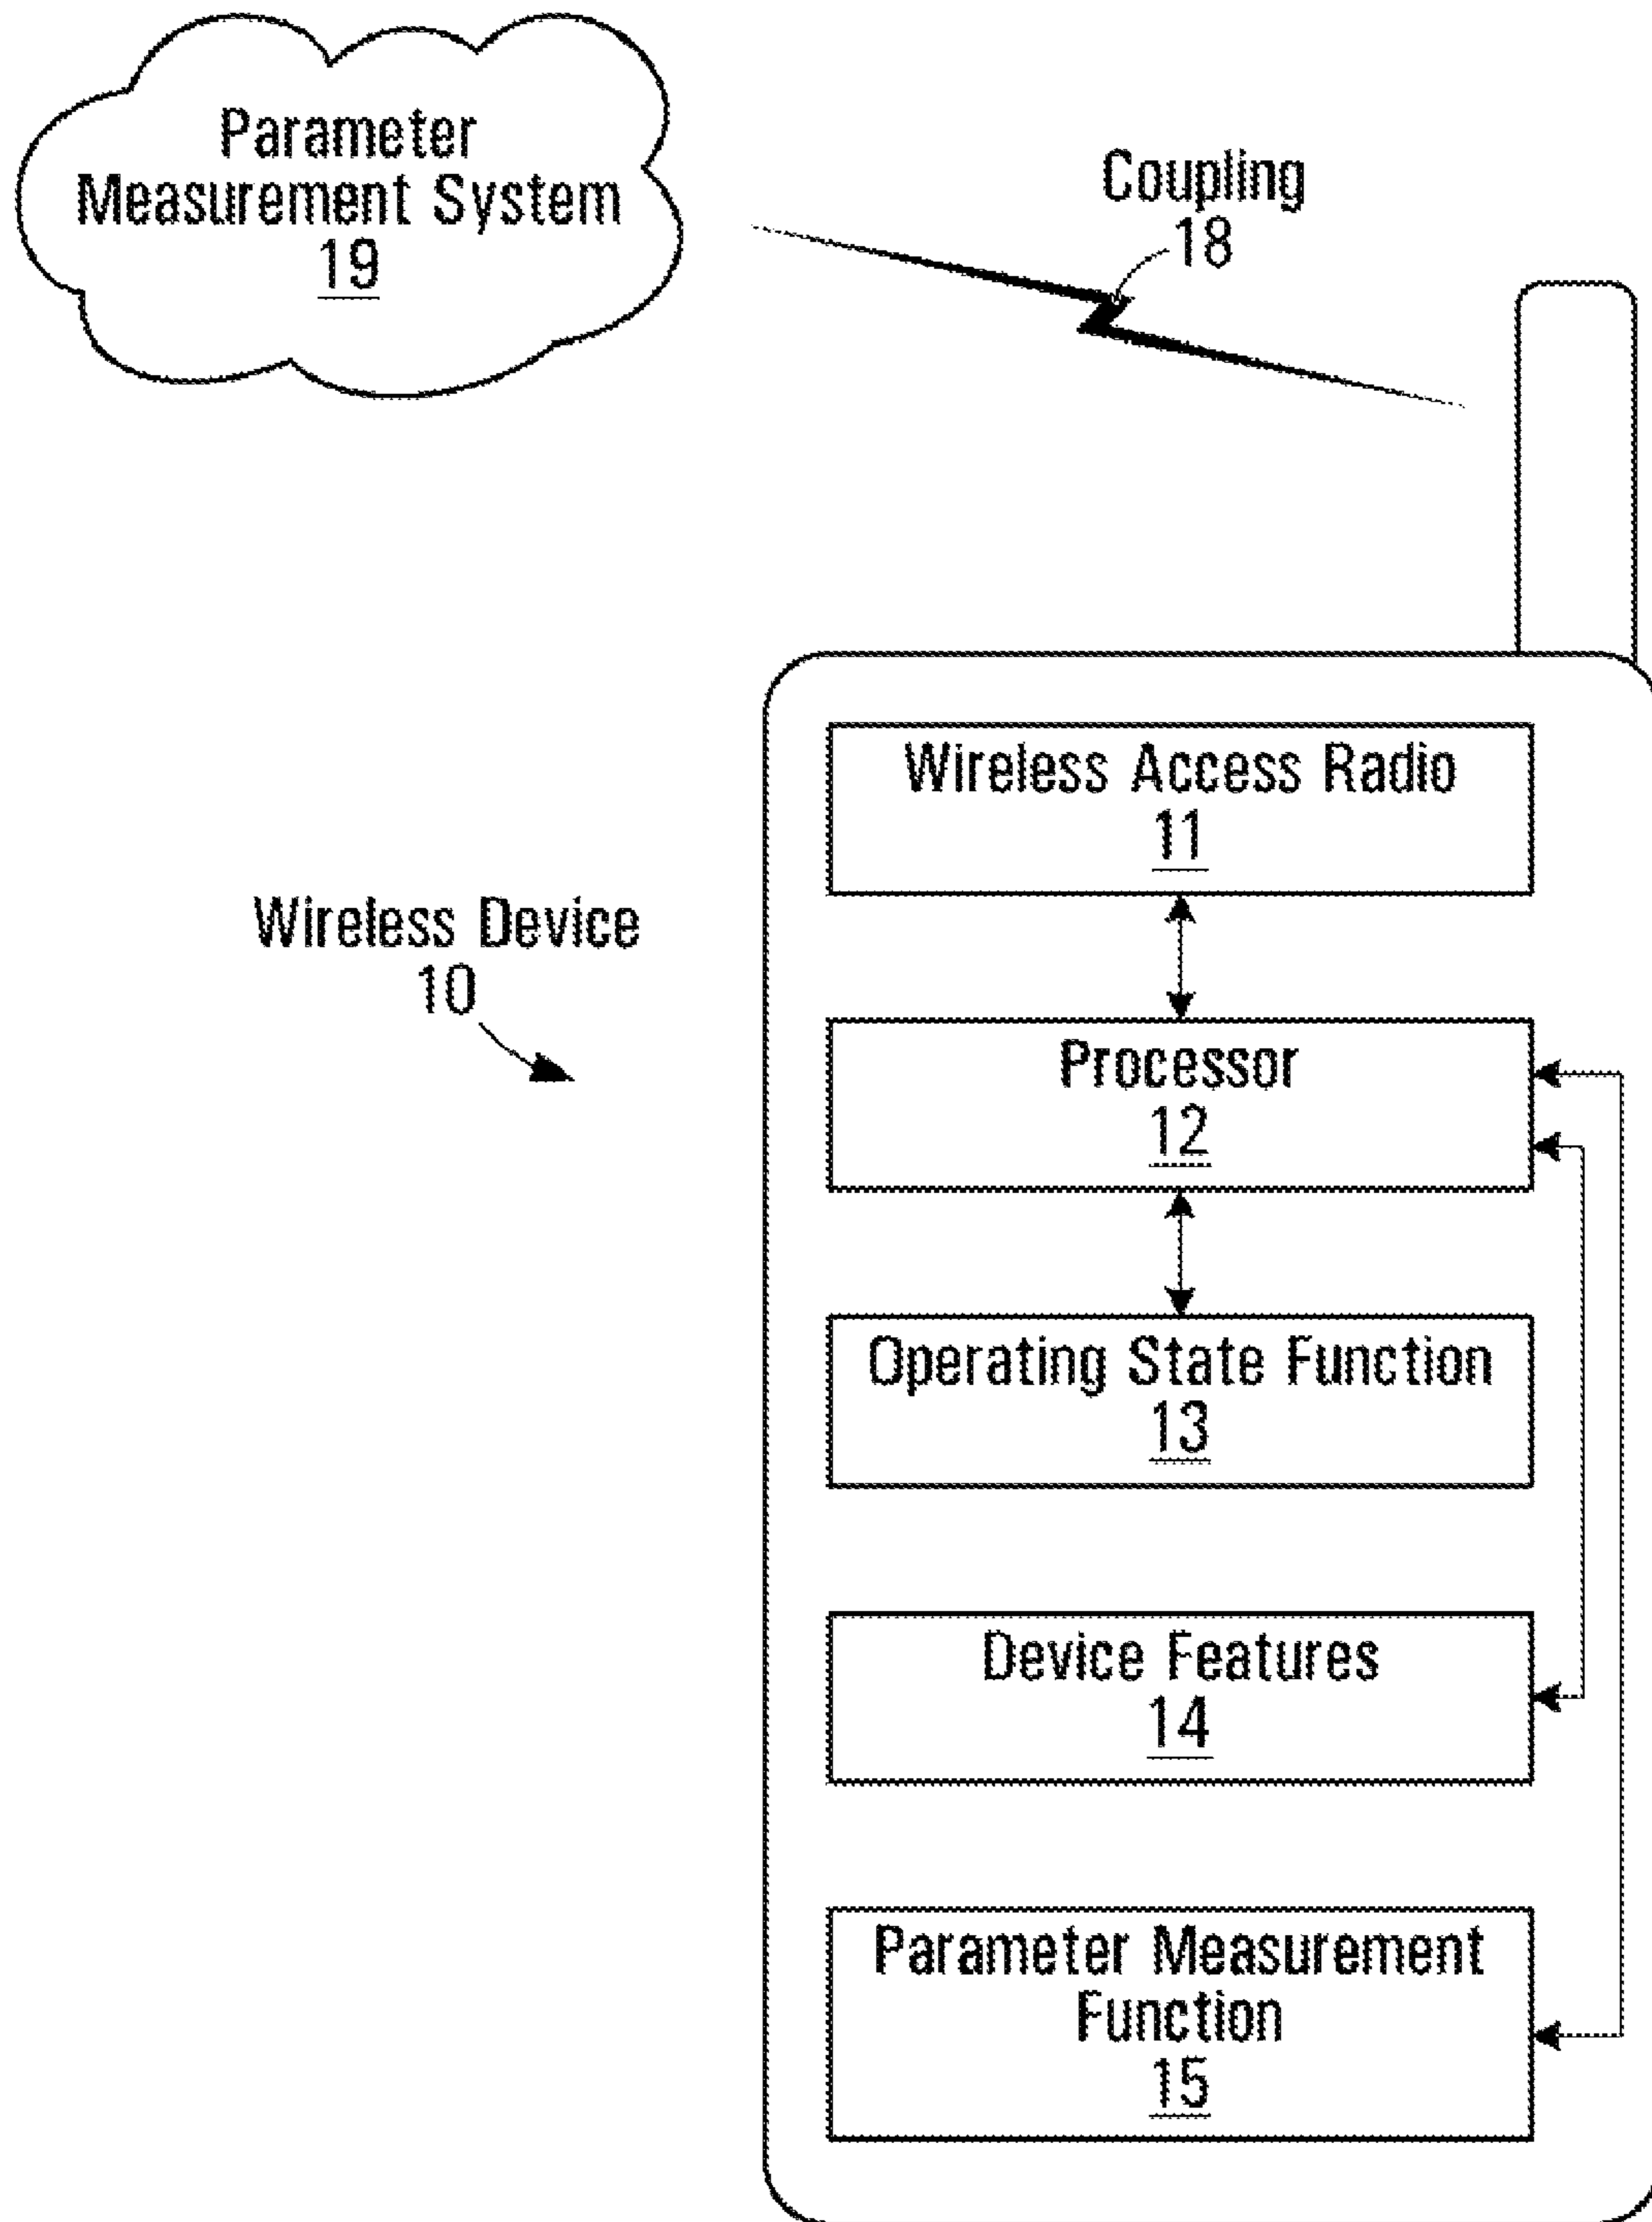 Parameter
Measurement System
19
Coupling
18
Wireless Access Radio
11
Wireless Device
10
Processor
12
Operating State Function
13
Device Features
14
Parameter Measurement
Function
15